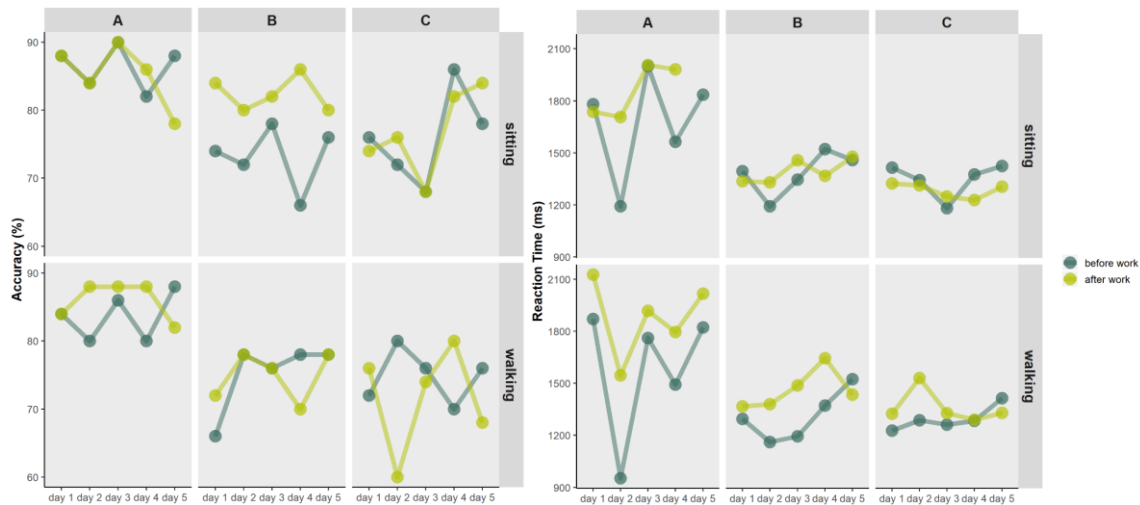 A B C
90
80
70
60
sitting
90
80
70
60
walking
Accuracy (%)
day 1 day 2 day 3 day 4 day 5 day 1 day 2 day 3 day 4 day 5 day 1 day 2 day 3 day 4 day 5
A B C
2100
1800
1500
1200
900
sitting
2100
1800
1500
1200
900
walking
Reaction Time (ms)
day 1 day 2 day 3 day 4 day 5 day 1 day 2 day 3 day 4 day 5 day 1 day 2 day 3 day 4 day 5
before work
after work